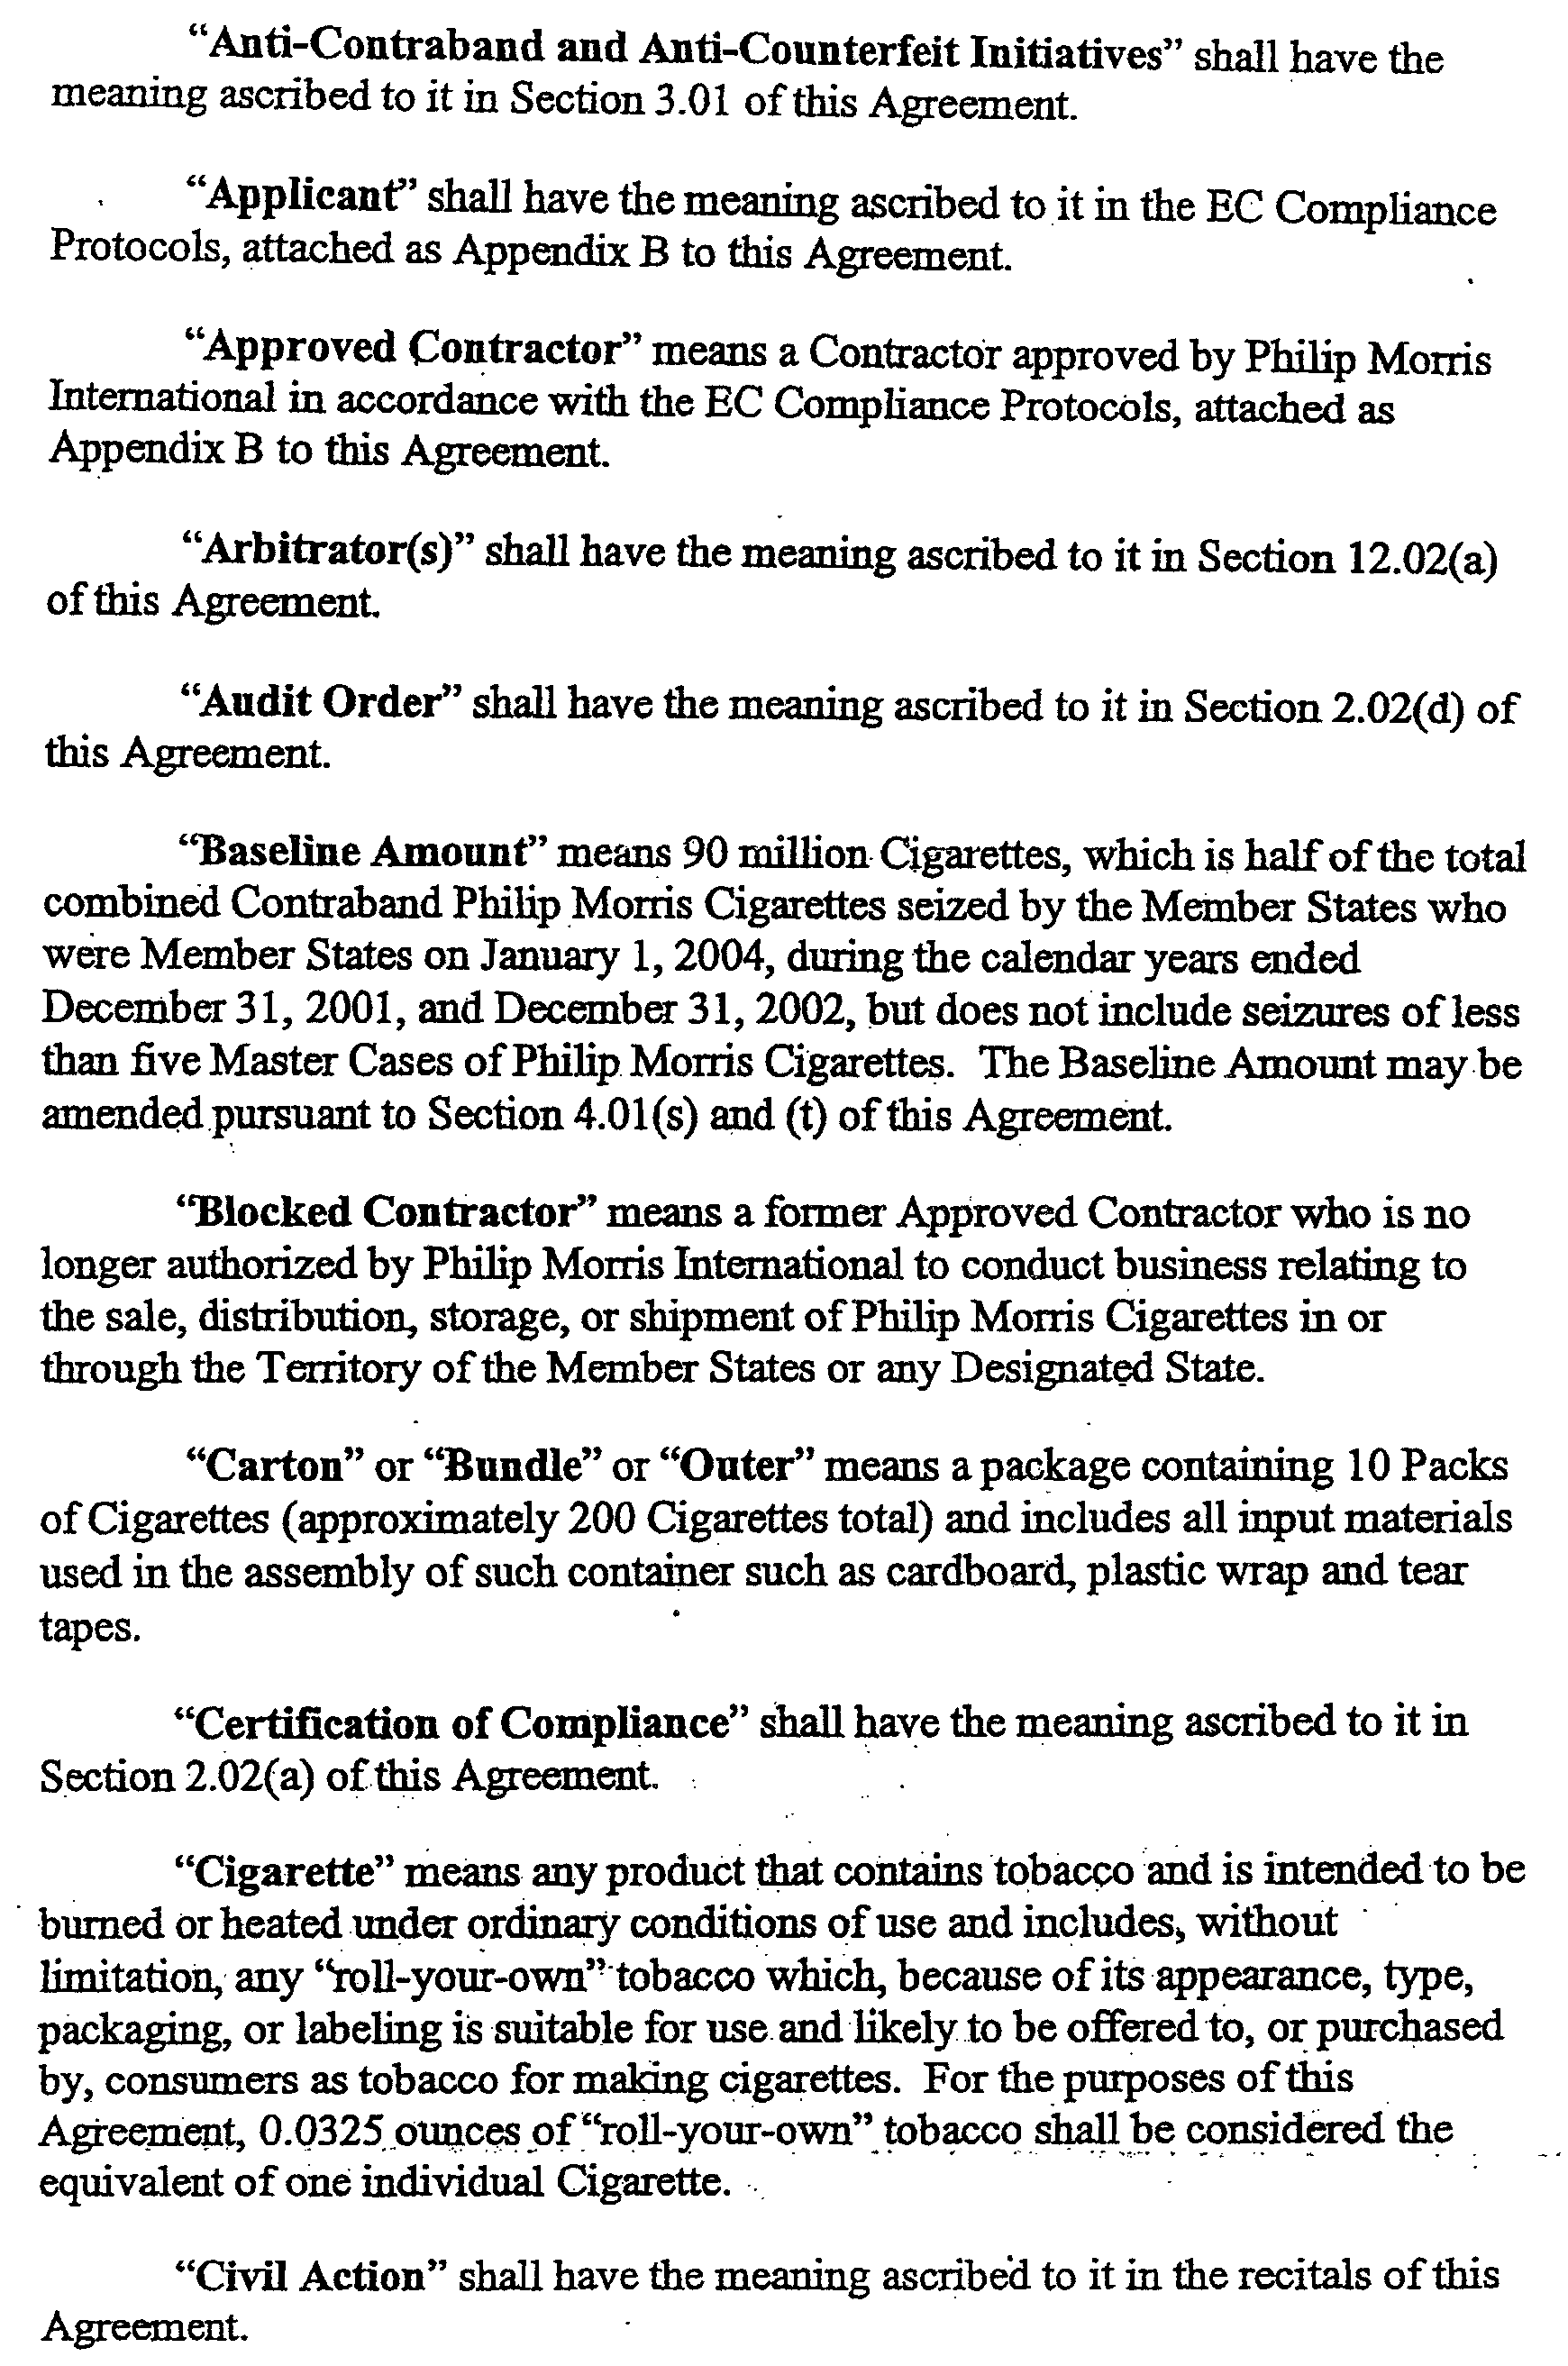 “Anti-Contraband and Anti-Counterfeit Initiatives” shall have the
meaning ascribed to it in Section 3.01 of this Agreement.
“Applicant” shall have the meaning ascribed to it in the EC Compliance
Protocols, attached as Appendix B to this Agreement.
“Approved Contractor” means a Contractor approved by Philip Morris
International in accordance with the EC Compliance Protocols, attached as
Appendix B to this Agreement.
“Arbitrator(s)” shall have the meaning ascribed to it in Section 12.02(a)
of this Agreement.
“Audit Order” shall have the meaning ascribed to it in Section 2.02(d) of
this Agreement.
“Baseline Amount” means 90 million Cigarettes, which is half of the total
combined Contraband Philip Morris Cigarettes seized by the Member States who
were Member States on January 1, 2004, during the calendar years ended
December 31, 2001, and December 31, 2002, but does not include seizures of less
than five Master Cases of Philip Morris Cigarettes. The Baseline Amount may be
amended pursuant to Section 4.01(s) and (t) of this Agreement.
“Blocked Contractor” means a former Approved Contractor who is no
longer authorized by Philip Morris International to conduct business relating to
the sale, distribution, storage, or shipment of Philip Morris Cigarettes in or
through the Territory of the Member States or any Designated State.
“Carton” or “Bundle” or “Outer” means a package containing 10 Packs
of Cigarettes (approximately 200 Cigarettes total) and includes all input materials
used in the assembly of such container such as cardboard, plastic wrap and tear
tapes.
“Certification of Compliance” shall have the meaning ascribed to it in
Section 2.02(a) of this Agreement.
“Cigarette” means any product that contains tobacco and is intended to be
burned or heated under ordinary conditions of use and includes, without
limitation, any “roll-your-own” tobacco which, because of its appearance, type,
packaging, or labeling is suitable for use and likely to be offered to, or purchased
by, consumers as tobacco for making cigarettes. For the purposes of this
Agreement, 0.0325 ounces of “roll-your-own” tobacco shall be considered the
equivalent of one individual Cigarette.
“Civil Action” shall have the meaning ascribed to it in the recitals of this
Agreement.